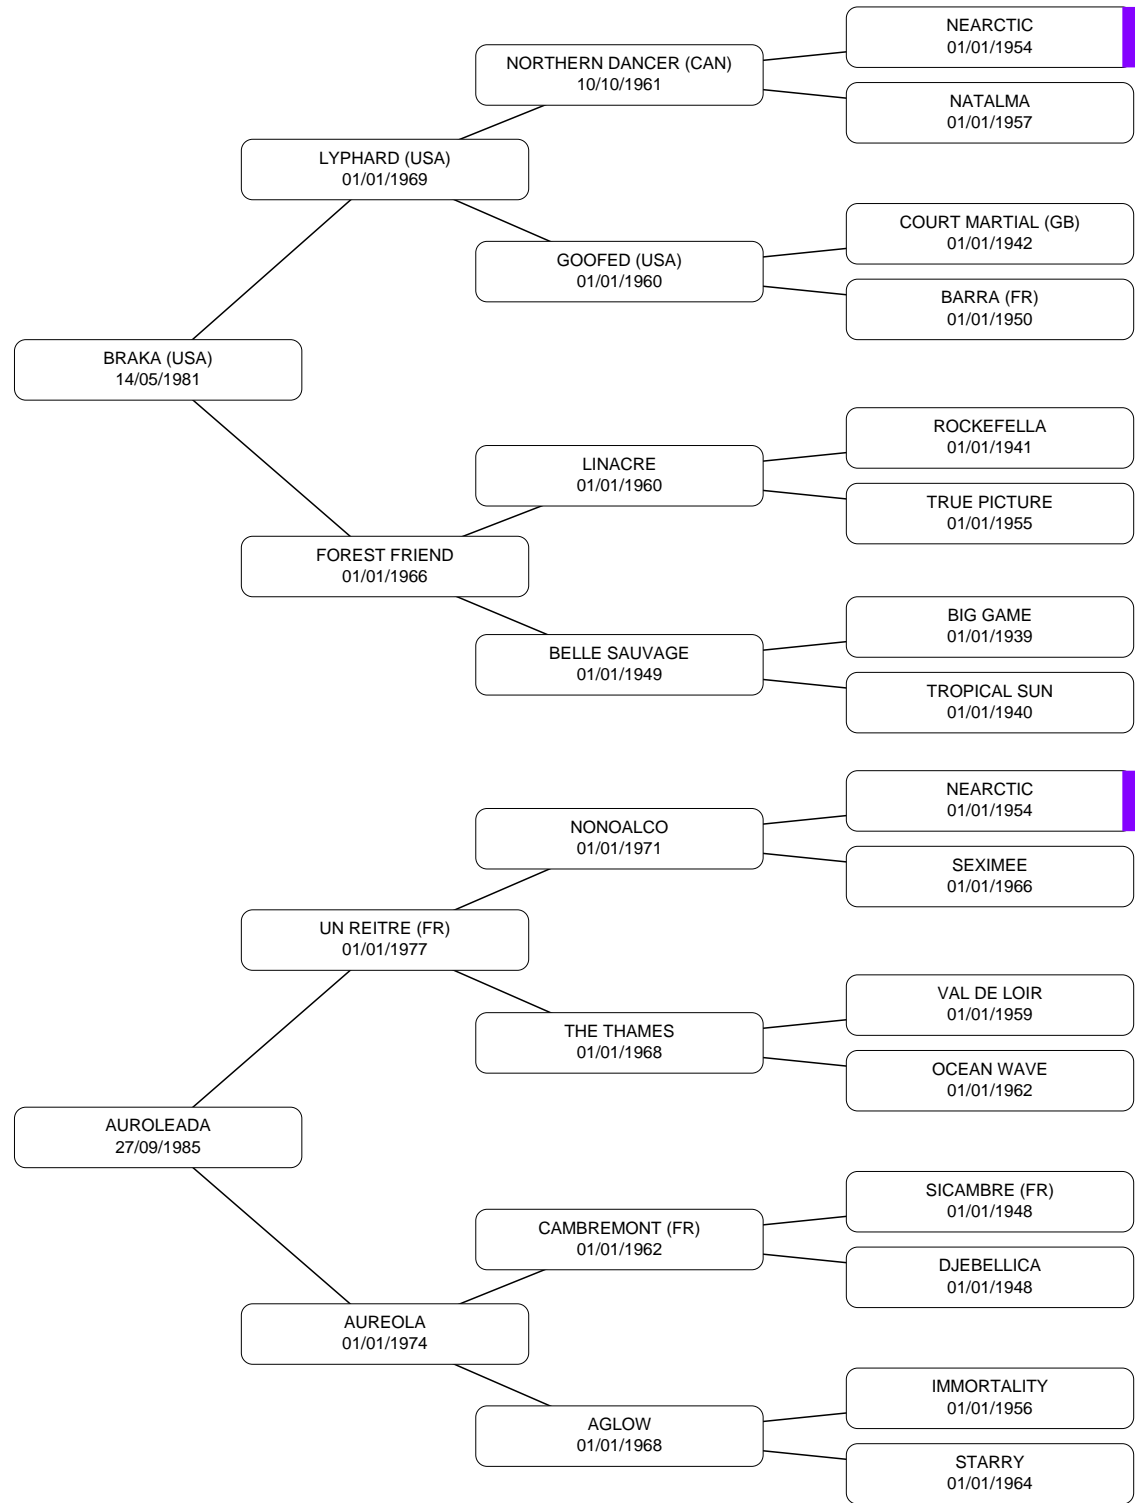 NEARCTIC
01/01/1954
NORTHERN DANCER (CAN)
10/10/1961
NATALMA
01/01/1957
LYPHARD (USA)
01/01/1969
COURT MARTIAL (GB)
01/01/1942
GOOFED (USA)
01/01/1960
BARRA (FR)
01/01/1950
BRAKA (USA)
14/05/1981
ROCKEFELLA
01/01/1941
LINACRE
01/01/1960
TRUE PICTURE
01/01/1955
FOREST FRIEND
01/01/1966
BIG GAME
01/01/1939
BELLE SAUVAGE
01/01/1949
TROPICAL SUN
01/01/1940
NEARCTIC
01/01/1954
NONOALCO
01/01/1971
SEXIMEE
01/01/1966
UN REITRE (FR)
01/01/1977
VAL DE LOIR
01/01/1959
THE THAMES
01/01/1968
OCEAN WAVE
01/01/1962
AUROLEADA
27/09/1985
SICAMBRE (FR)
01/01/1948
CAMBREMONT (FR)
01/01/1962
DJEBELLICA
01/01/1948
AUREOLA
01/01/1974
IMMORTALITY
01/01/1956
AGLOW
01/01/1968
STARRY
01/01/1964